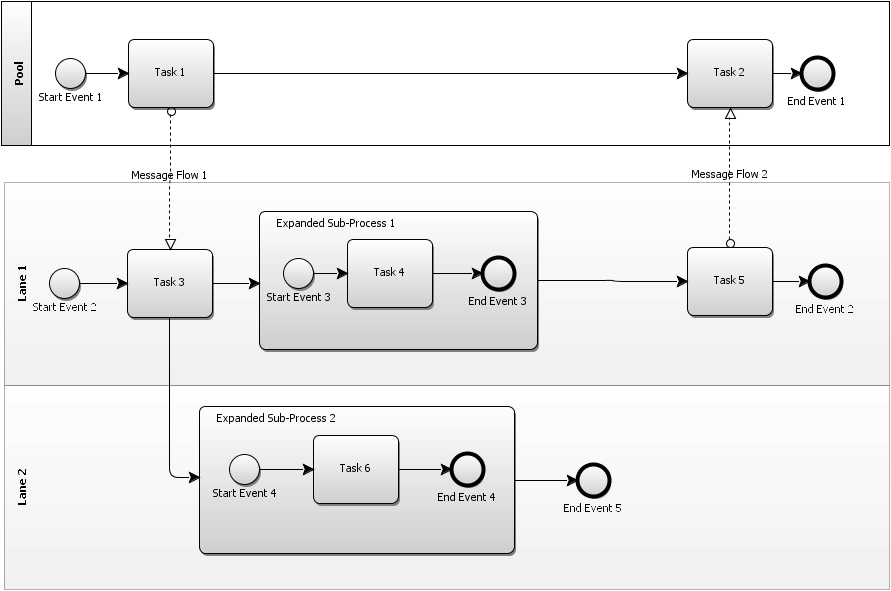 Pool
Task 1
Task 2
Start Event 1
End Event 1
Message Flow 1
Message Flow 2
Lane 1
Expanded Sub-Process 1
Start Event 2
Task 3
Start Event 3
Task 4
End Event 3
Task 5
End Event 2
Lane 2
Expanded Sub-Process 2
Start Event 4
Task 6
End Event 4
End Event 5